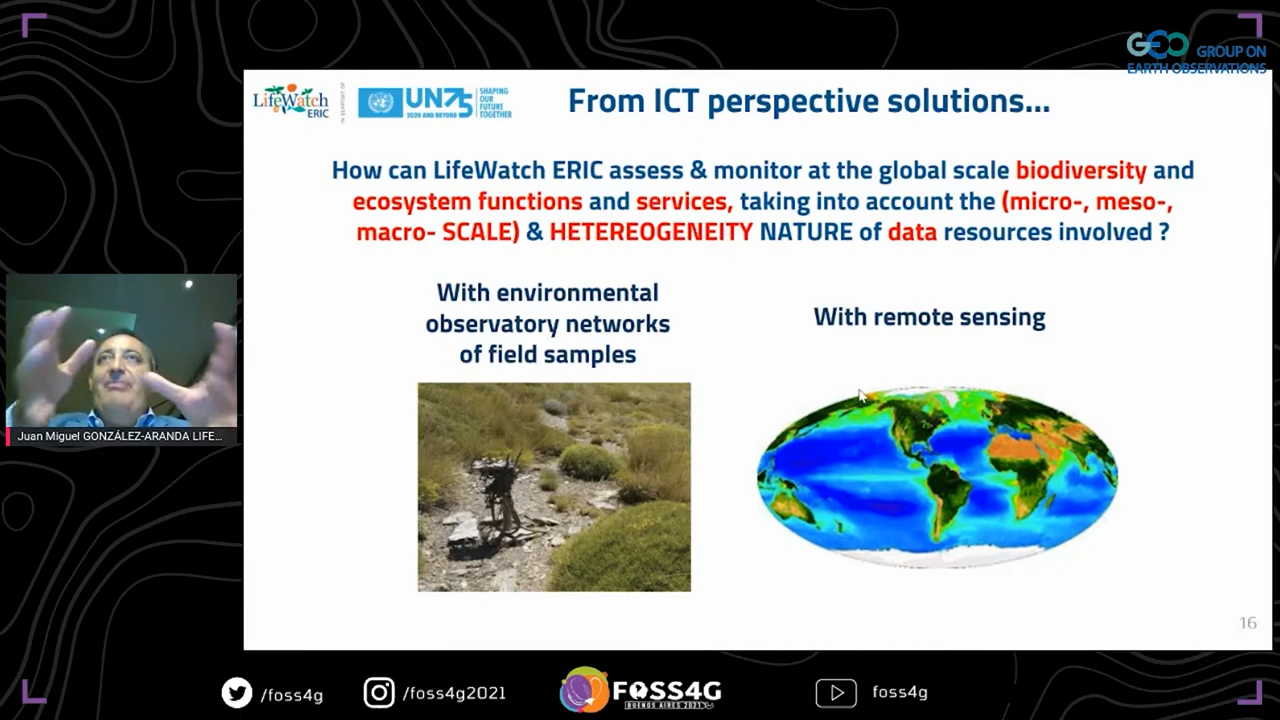 GEO GROUP ON
EARTH OBSERVATIONS
LifeWatch
ERIC
IN SUPPORT OF
UN75
2020 AND BEYOND
SHAPING
OUR
FUTURE
TOGETHER
From ICT perspective solutions...
How can LifeWatch ERIC assess & monitor at the global scale biodiversity and
ecosystem functions and services, taking into account the (micro-, meso-,
macro- SCALE) & HETEREOGENEITY NATURE of data resources involved ?
With environmental
observatory networks
of field samples
With remote sensing
Juan Miguel GONZÁLEZ-ARANDA LIFE...
16
/foss4g
/foss4g2021
FOSS4G
BUENOS AIRES 2021
foss4g